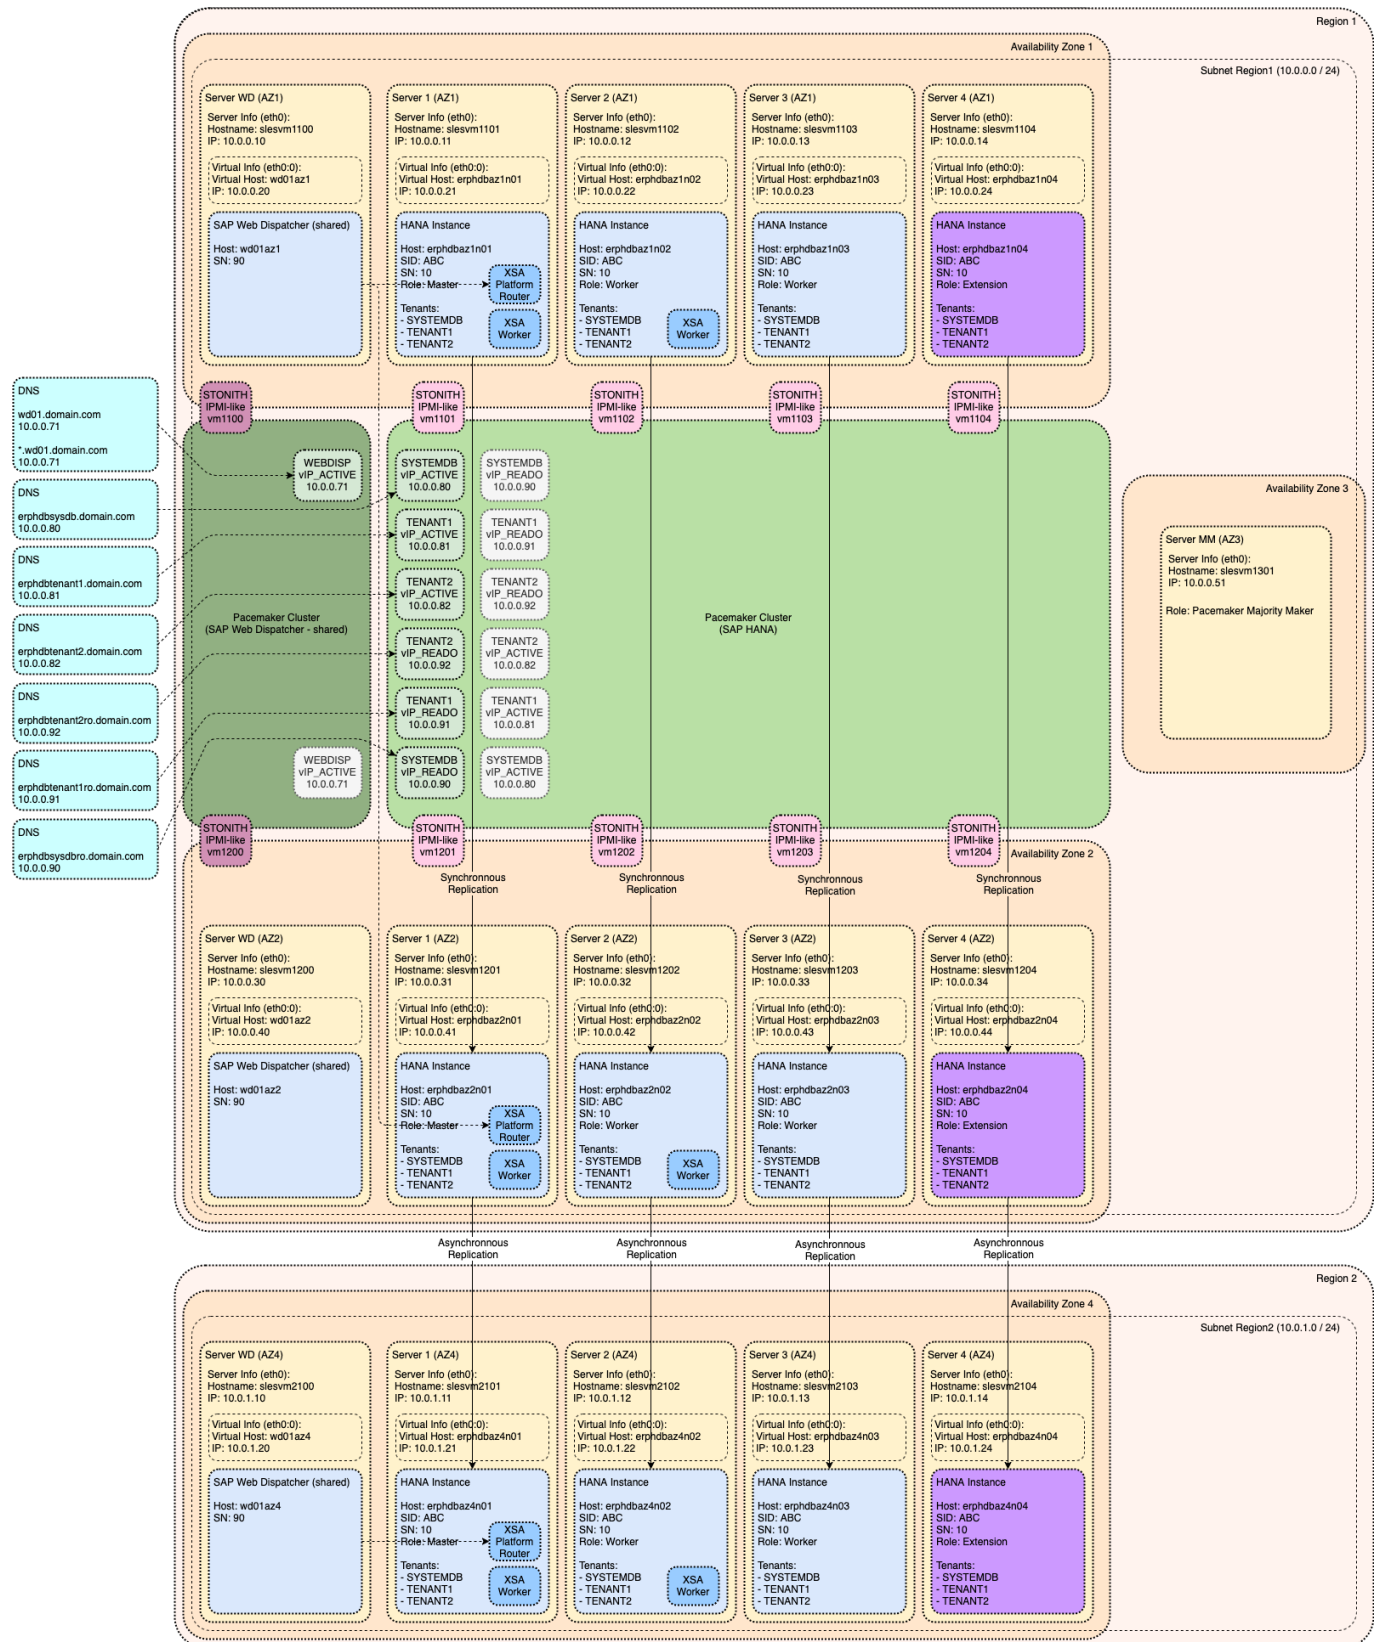 Region 1
Availability Zone 1
Subnet Region1 (10.0.0.0 / 24)
Server WD (AZ1)
Server Info (eth0):
Hostname: slesvm1100
IP: 10.0.0.10
Virtual Info (eth0:0):
Virtual Host: wd01az1
IP: 10.0.0.20
SAP Web Dispatcher (shared)
Host: wd01az1
SN: 90
Server 1 (AZ1)
Server Info (eth0):
Hostname: slesvm1101
IP: 10.0.0.11
Virtual Info (eth0:0):
Virtual Host: erphdbaz1n01
IP: 10.0.0.21
HANA Instance
Host: erphdbaz1n01
SID: ABC
SN: 10
Role: Master
Tenants:
- SYSTEMDB
- TENANT1
- TENANT2
XSA
Platform
Router
XSA
Worker
Server 2 (AZ1)
Server Info (eth0):
Hostname: slesvm1102
IP: 10.0.0.12
Virtual Info (eth0:0):
Virtual Host: erphdbaz1n02
IP: 10.0.0.22
HANA Instance
Host: erphdbaz1n02
SID: ABC
SN: 10
Role: Worker
Tenants:
- SYSTEMDB
- TENANT1
- TENANT2
XSA
Worker
Server 3 (AZ1)
Server Info (eth0):
Hostname: slesvm1103
IP: 10.0.0.13
Virtual Info (eth0:0):
Virtual Host: erphdbaz1n03
IP: 10.0.0.23
HANA Instance
Host: erphdbaz1n03
SID: ABC
SN: 10
Role: Worker
Tenants:
- SYSTEMDB
- TENANT1
- TENANT2
Server 4 (AZ1)
Server Info (eth0):
Hostname: slesvm1104
IP: 10.0.0.14
Virtual Info (eth0:0):
Virtual Host: erphdbaz1n04
IP: 10.0.0.24
HANA Instance
Host: erphdbaz1n04
SID: ABC
SN: 10
Role: Extension
Tenants:
- SYSTEMDB
- TENANT1
- TENANT2
STONITH
IPMI-like
vm1100
STONITH
IPMI-like
vm1101
STONITH
IPMI-like
vm1102
STONITH
IPMI-like
vm1103
STONITH
IPMI-like
vm1104
DNS
wd01.domain.com
10.0.0.71
*.wd01.domain.com
10.0.0.71
DNS
erphdbsysdb.domain.com
10.0.0.80
DNS
erphdbtenant1.domain.com
10.0.0.81
DNS
erphdbtenant2.domain.com
10.0.0.82
DNS
erphdbtenant2ro.domain.com
10.0.0.92
DNS
erphdbtenant1ro.domain.com
10.0.0.91
DNS
erphdbsysdbro.domain.com
10.0.0.90
WEBDISP
vIP_ACTIVE
10.0.0.71
Pacemaker Cluster
(SAP Web Dispatcher - shared)
WEBDISP
vIP_ACTIVE
10.0.0.71
SYSTEMDB
vIP_ACTIVE
10.0.0.80
SYSTEMDB
vIP_READO
10.0.0.90
TENANT1
vIP_ACTIVE
10.0.0.81
TENANT1
vIP_READO
10.0.0.91
TENANT2
vIP_ACTIVE
10.0.0.82
TENANT2
vIP_READO
10.0.0.92
TENANT2
vIP_READO
10.0.0.92
TENANT2
vIP_ACTIVE
10.0.0.82
TENANT1
vIP_READO
10.0.0.91
TENANT1
vIP_ACTIVE
10.0.0.81
SYSTEMDB
vIP_READO
10.0.0.90
SYSTEMDB
vIP_ACTIVE
10.0.0.80
Pacemaker Cluster
(SAP HANA)
Availability Zone 3
Server MM (AZ3)
Server Info (eth0):
Hostname: slesvm1301
IP: 10.0.0.51
Role: Pacemaker Majority Maker
STONITH
IPMI-like
vm1200
STONITH
IPMI-like
vm1201
STONITH
IPMI-like
vm1202
STONITH
IPMI-like
vm1203
STONITH
IPMI-like
vm1204
Availability Zone 2
Synchronnous
Replication
Synchronnous
Replication
Synchronnous
Replication
Synchronnous
Replication
Server WD (AZ2)
Server Info (eth0):
Hostname: slesvm1200
IP: 10.0.0.30
Virtual Info (eth0:0):
Virtual Host: wd01az2
IP: 10.0.0.40
SAP Web Dispatcher (shared)
Host: wd01az2
SN: 90
Server 1 (AZ2)
Server Info (eth0):
Hostname: slesvm1201
IP: 10.0.0.31
Virtual Info (eth0:0):
Virtual Host: erphdbaz2n01
IP: 10.0.0.41
HANA Instance
Host: erphdbaz2n01
SID: ABC
SN: 10
Role: Master
Tenants:
- SYSTEMDB
- TENANT1
- TENANT2
XSA
Platform
Router
XSA
Worker
Server 2 (AZ2)
Server Info (eth0):
Hostname: slesvm1202
IP: 10.0.0.32
Virtual Info (eth0:0):
Virtual Host: erphdbaz2n02
IP: 10.0.0.42
HANA Instance
Host: erphdbaz2n02
SID: ABC
SN: 10
Role: Worker
Tenants:
- SYSTEMDB
- TENANT1
- TENANT2
XSA
Worker
Server 3 (AZ2)
Server Info (eth0):
Hostname: slesvm1203
IP: 10.0.0.33
Virtual Info (eth0:0):
Virtual Host: erphdbaz2n03
IP: 10.0.0.43
HANA Instance
Host: erphdbaz2n03
SID: ABC
SN: 10
Role: Worker
Tenants:
- SYSTEMDB
- TENANT1
- TENANT2
Server 4 (AZ2)
Server Info (eth0):
Hostname: slesvm1204
IP: 10.0.0.34
Virtual Info (eth0:0):
Virtual Host: erphdbaz2n04
IP: 10.0.0.44
HANA Instance
Host: erphdbaz2n04
SID: ABC
SN: 10
Role: Extension
Tenants:
- SYSTEMDB
- TENANT1
- TENANT2
Asynchronnous
Replication
Asynchronnous
Replication
Asynchronnous
Replication
Asynchronnous
Replication
Region 2
Availability Zone 4
Subnet Region2 (10.0.1.0 / 24)
Server WD (AZ4)
Server Info (eth0):
Hostname: slesvm2100
IP: 10.0.1.10
Virtual Info (eth0:0):
Virtual Host: wd01az4
IP: 10.0.1.20
SAP Web Dispatcher (shared)
Host: wd01az4
SN: 90
Server 1 (AZ4)
Server Info (eth0):
Hostname: slesvm2101
IP: 10.0.1.11
Virtual Info (eth0:0):
Virtual Host: erphdbaz4n01
IP: 10.0.1.21
HANA Instance
Host: erphdbaz4n01
SID: ABC
SN: 10
Role: Master
Tenants:
- SYSTEMDB
- TENANT1
- TENANT2
XSA
Platform
Router
XSA
Worker
Server 2 (AZ4)
Server Info (eth0):
Hostname: slesvm2102
IP: 10.0.1.12
Virtual Info (eth0:0):
Virtual Host: erphdbaz4n02
IP: 10.0.1.22
HANA Instance
Host: erphdbaz4n02
SID: ABC
SN: 10
Role: Worker
Tenants:
- SYSTEMDB
- TENANT1
- TENANT2
XSA
Worker
Server 3 (AZ4)
Server Info (eth0):
Hostname: slesvm2103
IP: 10.0.1.13
Virtual Info (eth0:0):
Virtual Host: erphdbaz4n03
IP: 10.0.1.23
HANA Instance
Host: erphdbaz4n03
SID: ABC
SN: 10
Role: Worker
Tenants:
- SYSTEMDB
- TENANT1
- TENANT2
Server 4 (AZ4)
Server Info (eth0):
Hostname: slesvm2104
IP: 10.0.1.14
Virtual Info (eth0:0):
Virtual Host: erphdbaz4n04
IP: 10.0.1.24
HANA Instance
Host: erphdbaz4n04
SID: ABC
SN: 10
Role: Extension
Tenants:
- SYSTEMDB
- TENANT1
- TENANT2